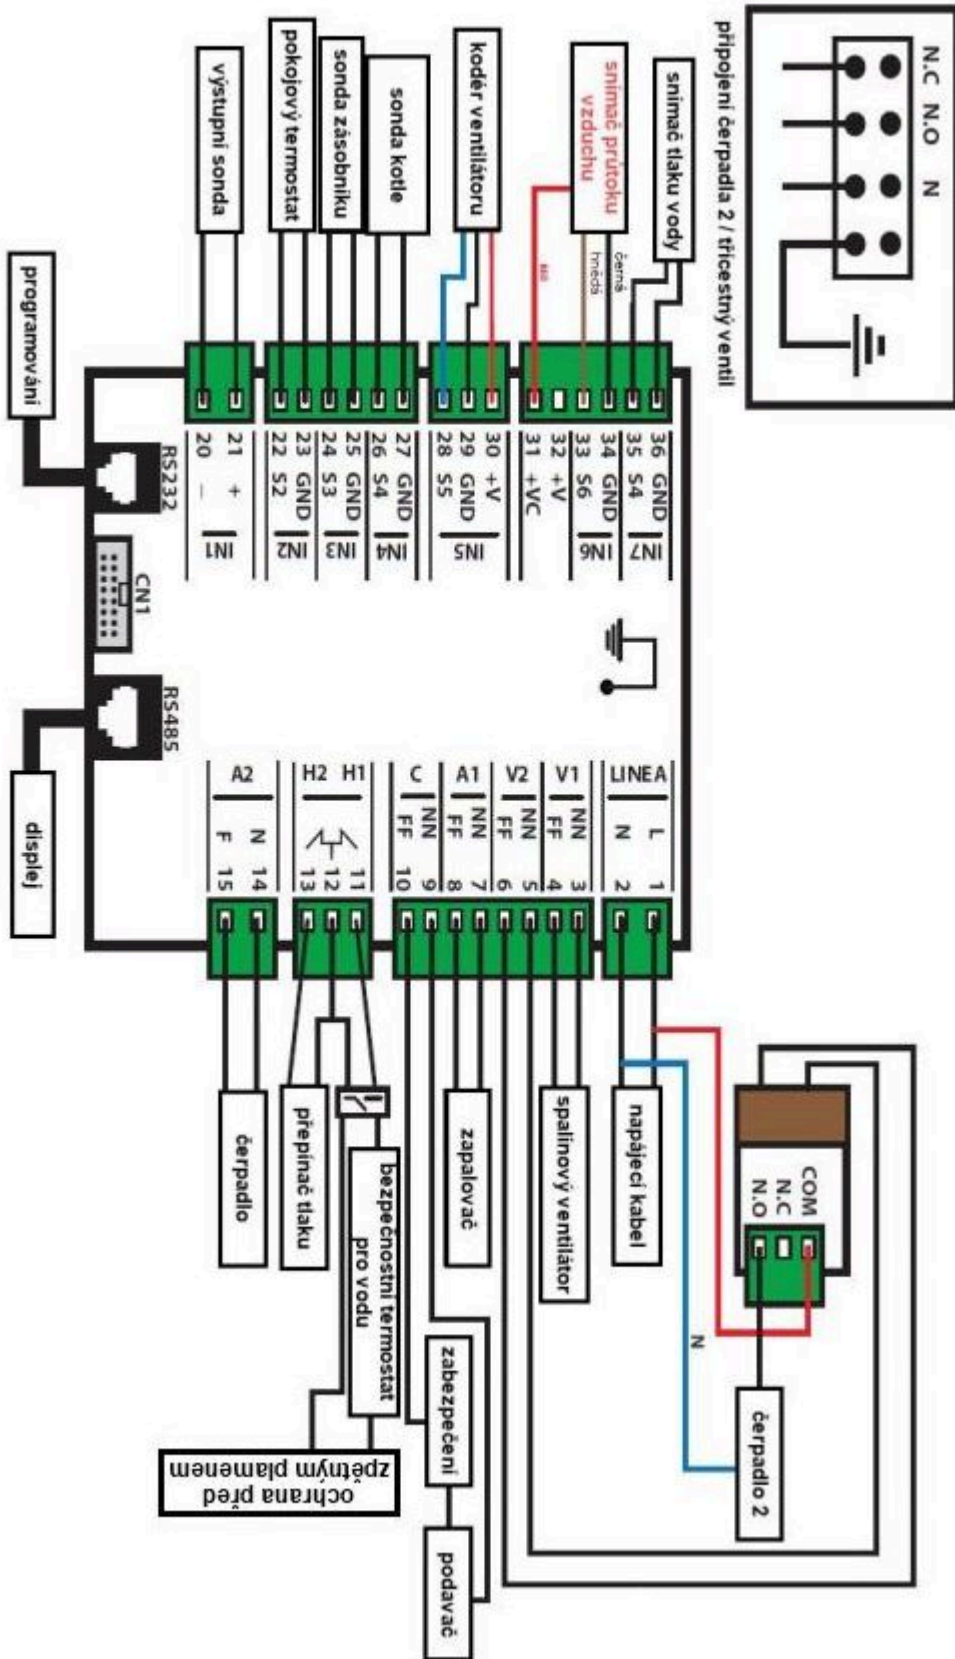 N.C N.O N
připojení čerpadla 2 / třícestný ventil
snímač tlaku vody
snímač průtoku
vzduchu
černá
hnědá
RED
kodér ventilátoru
sonda kotle
sonda zásobníku
pokojový termostat
výstupní sonda
programování
36 GND
35 S4
IN7
34 GND
33 S6
IN6
32 +V
31 +VC
30 +V
29 GND
28 S5
IN5
27 GND
26 S4
IN4
25 GND
24 S3
IN3
23 GND
22 S2
IN2
21 +
20 –
IN1
RS232
CN1
RS485
displej
LINEA
L 1
N 2
V1
NN 3
FF 4
V2
NN 5
FF 6
A1
NN 7
FF 8
C
NN 9
FF 10
H2 H1
11
12
13
A2
N 14
F 15
COM
N.C
N.O
N
čerpadlo 2
napájecí kabel
spalinový ventilátor
zapalovač
bezpečnostní termostat
pro vodu
přepínač tlaku
čerpadlo
zabezpečení
podavač
ochrana před
zpětným plamenem